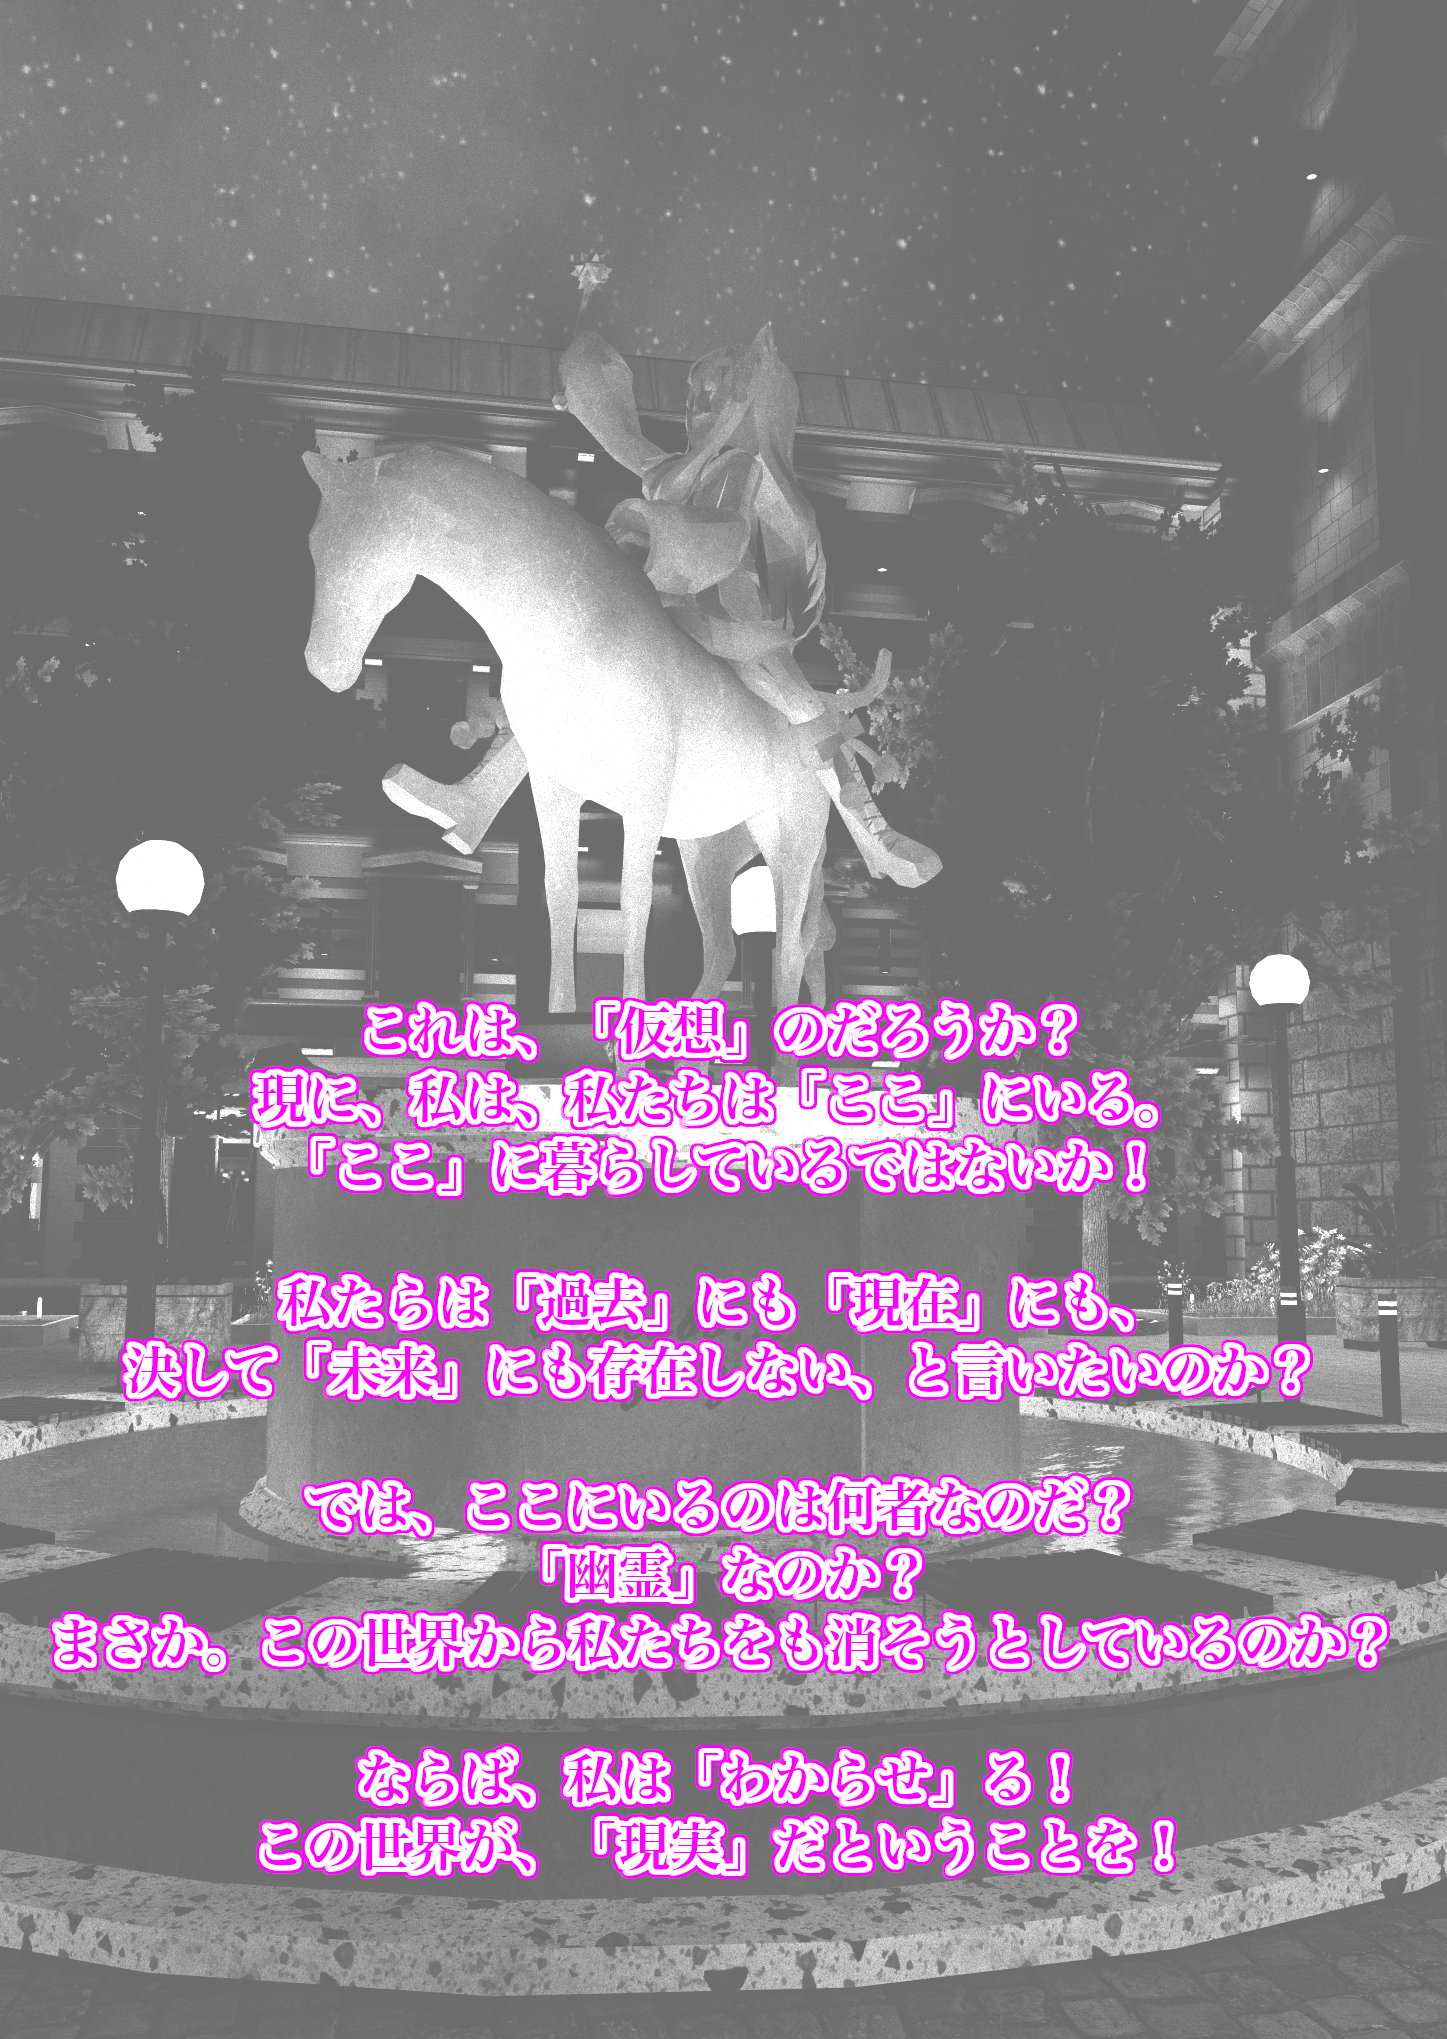 これは、『仮想』のだろうか？
現に、私は、私たちは『ここ』にいる。
『ここ』に暮らしているではないか！
私たらは『過去』にも『現在』にも、
決して『未来』にも存在しない、と言いたいのか？
では、ここにいるのは何者なのだ？
『幽霊』なのか？
まさか。この世界から私たちをも消そうとしているのか？
ならば、私は『わからせ』る！
この世界が、『現実』だということを！